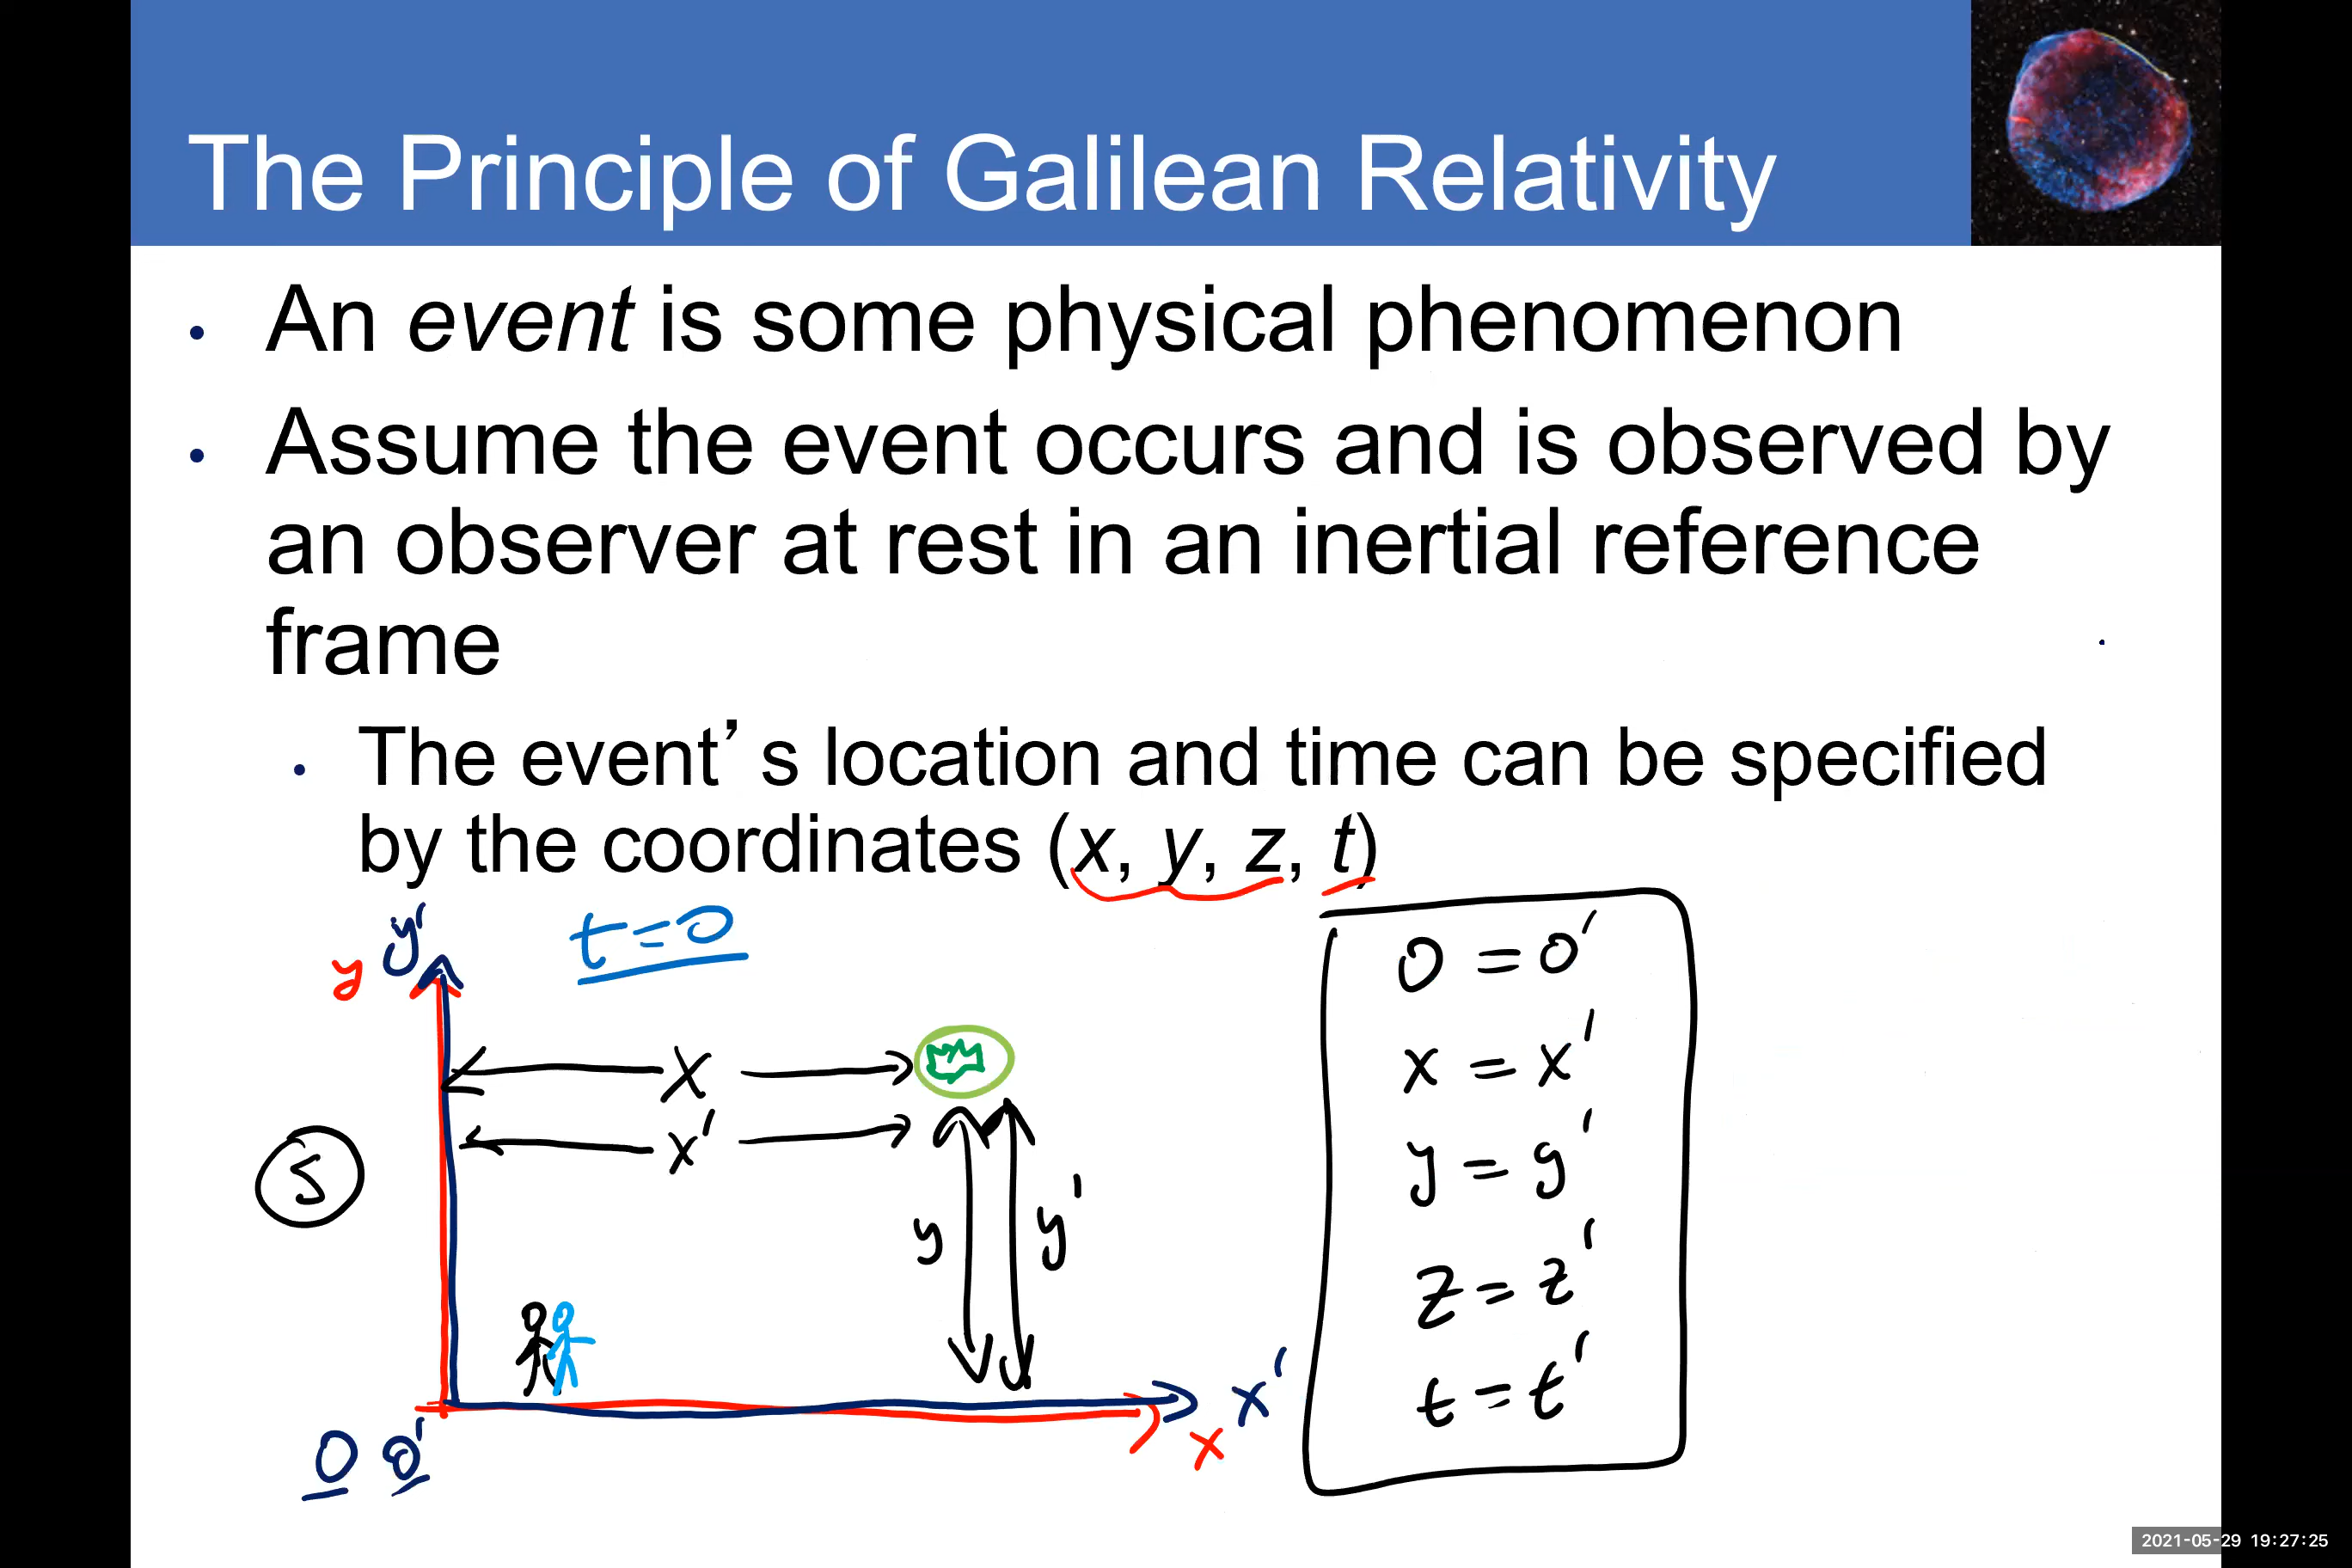 The Principle of Galilean Relativity
• An event is some physical phenomenon
• Assume the event occurs and is observed by
an observer at rest in an inertial reference
frame
• The event's location and time can be specified
by the coordinates (x, y, z, t)
y y'
t=0
x
x'
S
y y'
x'
x
O O'
O = O'
x = x'
y = y'
z = z'
t = t'
2021-05-29 19:27:25